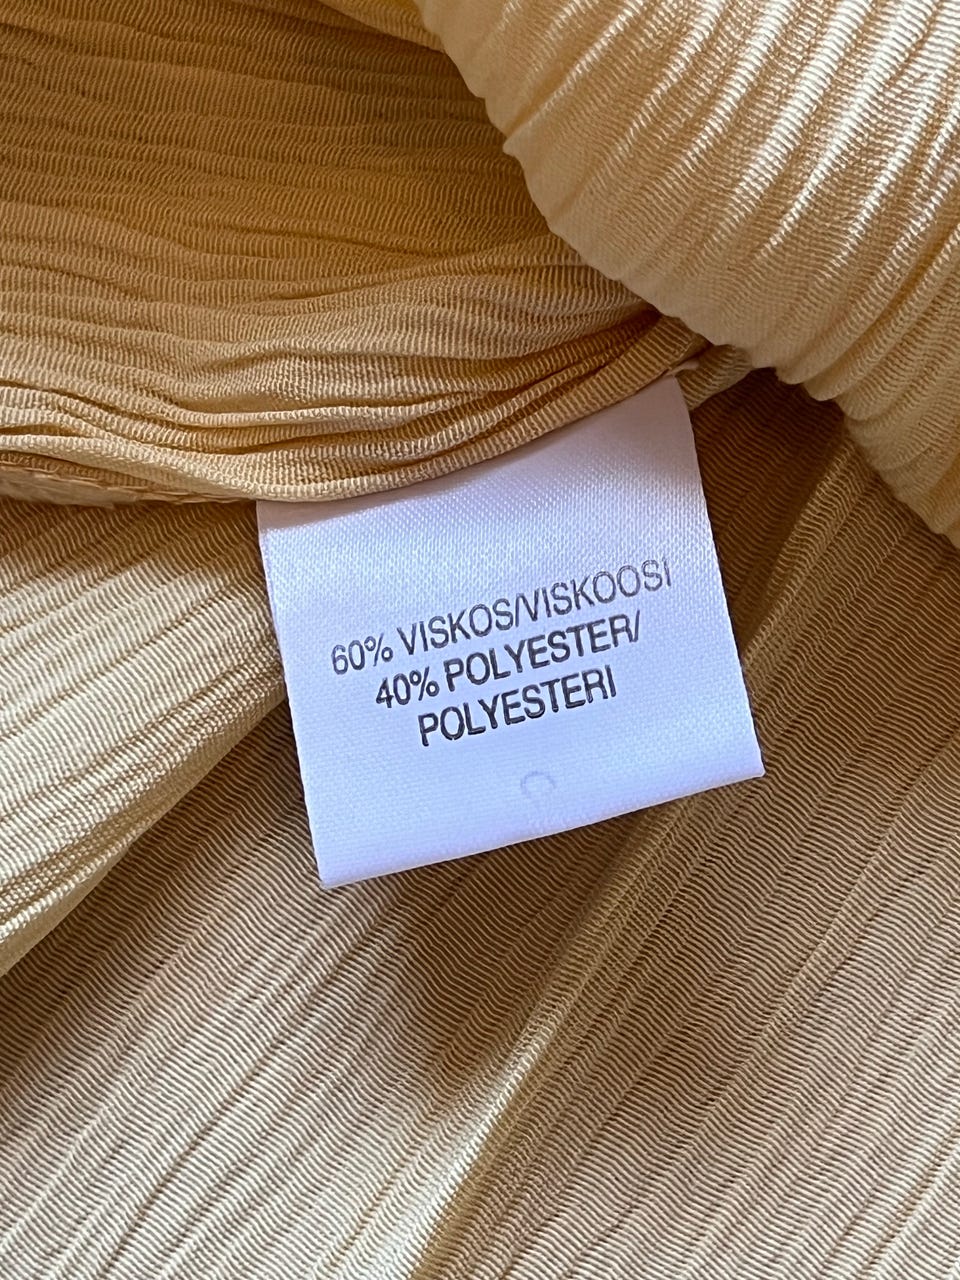 60% VISKOS/VISKOOSI
40% POLYESTER/
POLYESTERI